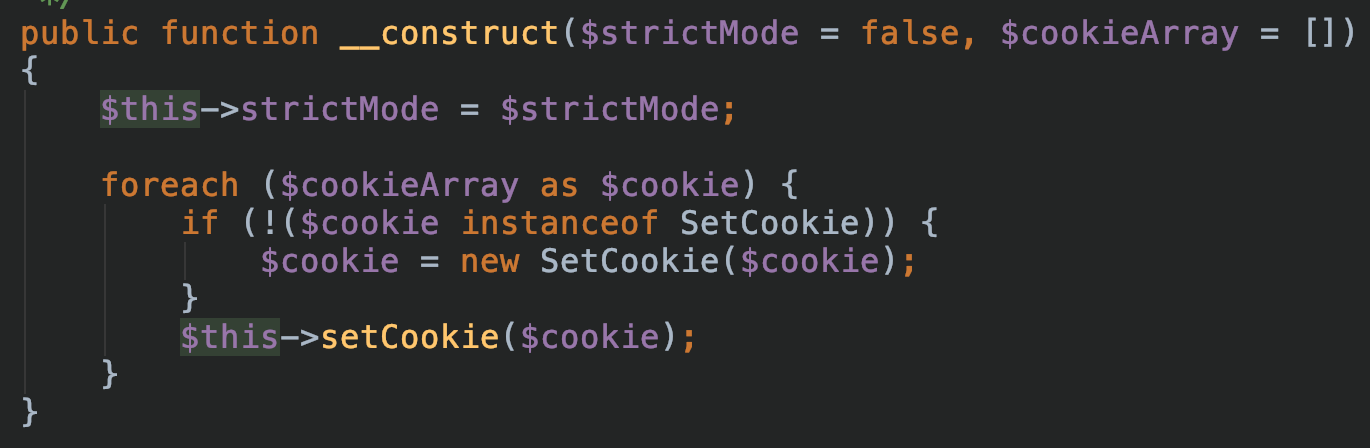 */
public function __construct($strictMode = false, $cookieArray = [])
{
    $this->strictMode = $strictMode;

    foreach ($cookieArray as $cookie) {
        if (!($cookie instanceof SetCookie)) {
            $cookie = new SetCookie($cookie);
        }
        $this->setCookie($cookie);
    }
}